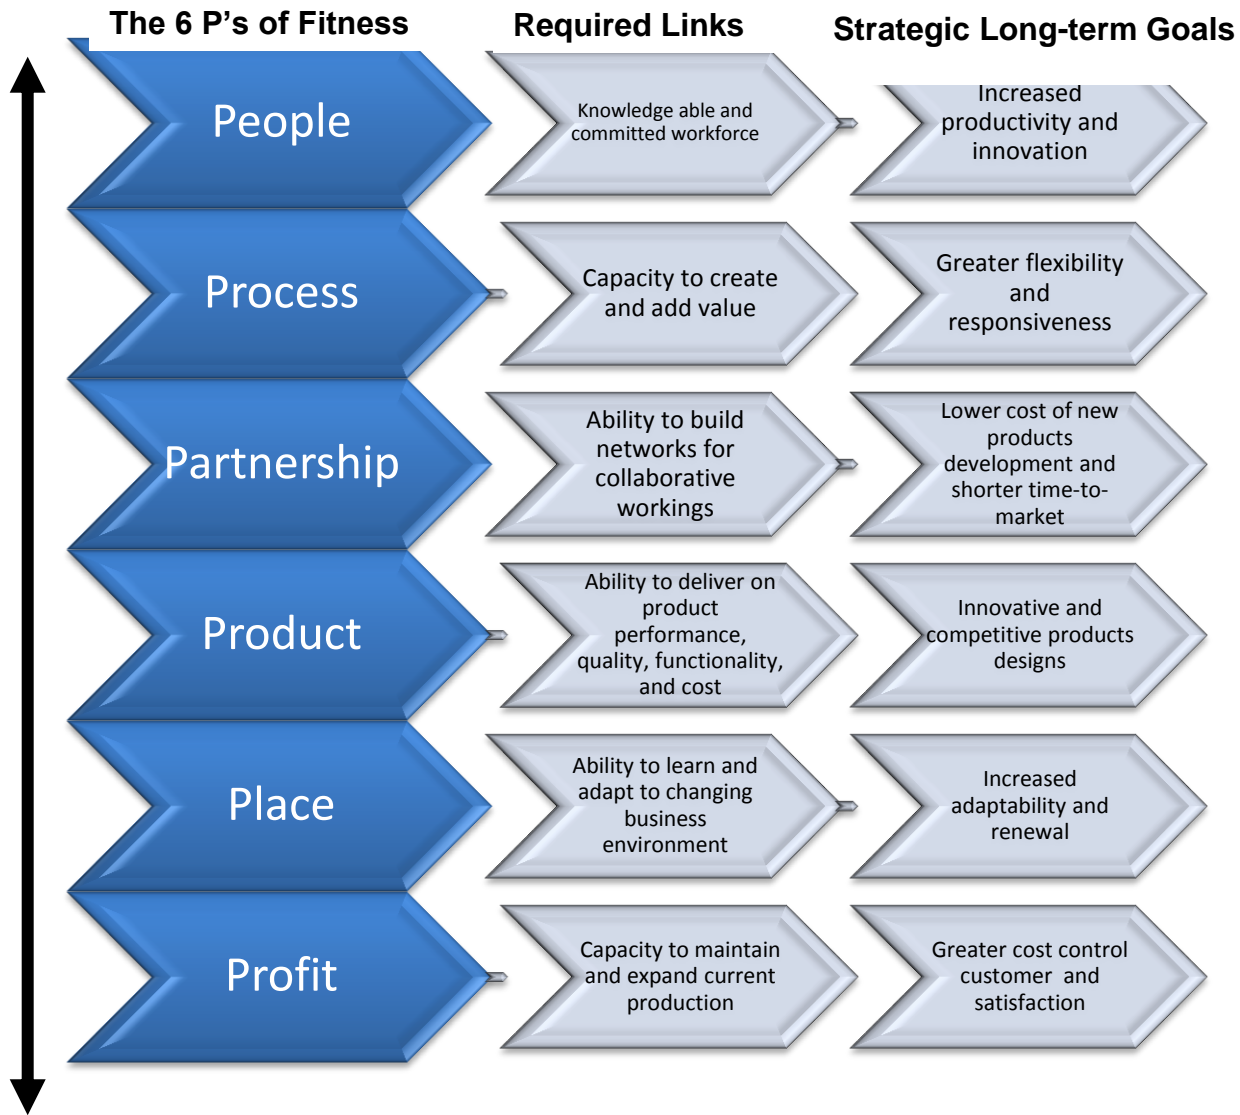 The 6 P's of Fitness
Required Links
Strategic Long-term Goals
People
Knowledge able and
committed workforce
Increased
productivity and
innovation
Process
Capacity to create
and add value
Greater flexibility
and
responsiveness
Partnership
Ability to build
networks for
collaborative
workings
Lower cost of new
products
development and
shorter time-to-
market
Product
Ability to deliver on
product
performance,
quality, functionality,
and cost
Innovative and
competitive products
designs
Place
Ability to learn and
adapt to changing
business
environment
Increased
adaptability and
renewal
Profit
Capacity to maintain
and expand current
production
Greater cost control
customer  and
satisfaction